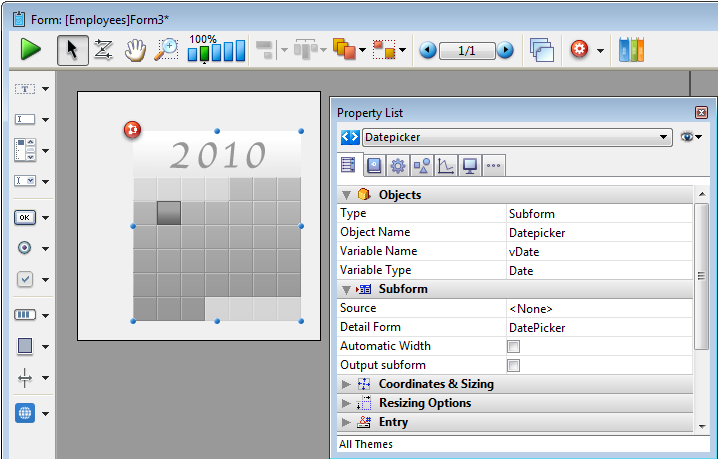 Form: [Employees]Form3*
100%
1/1
2010
T
I
I
OK
Property List
Datepicker
Objects
Type Subform
Object Name Datepicker
Variable Name vDate
Variable Type Date
Subform
Source <None>
Detail Form DatePicker
Automatic Width
Output subform
Coordinates & Sizing
Resizing Options
Entry
All Themes